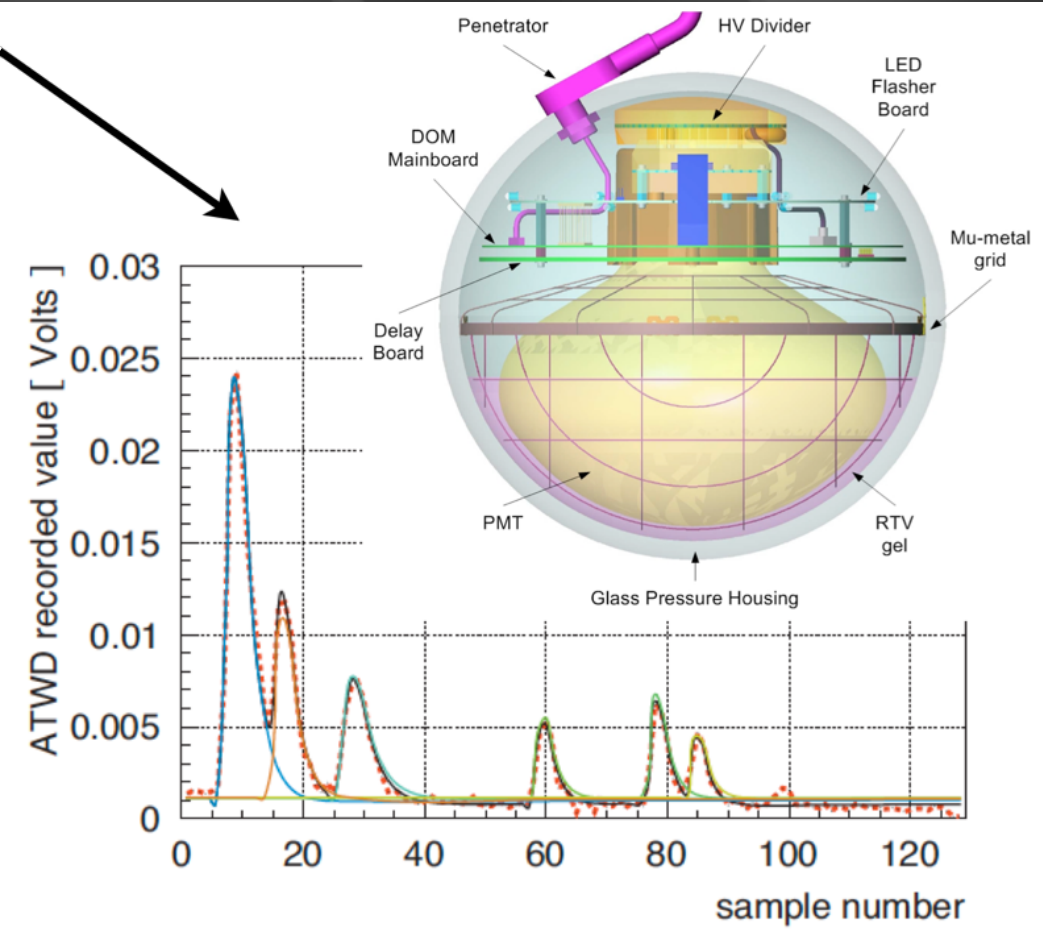 Penetrator
HV Divider
LED
Flasher
Board
DOM
Mainboard
Mu-metal
grid
Delay
Board
PMT
RTV
gel
Glass Pressure Housing
ATWD recorded value [ Volts ]
0.03
0.025
0.02
0.015
0.01
0.005
0
0 20 40 60 80 100 120
sample number